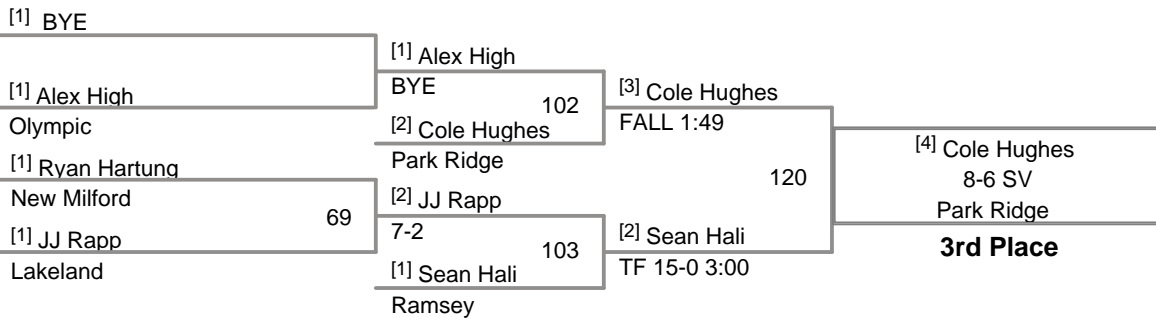 [1] BYE
[1] Alex High
Olympic
[1] Ryan Hartung
New Milford
69
[1] JJ Rapp
Lakeland
[1] Alex High
BYE
102
[2] Cole Hughes
Park Ridge
[2] JJ Rapp
7-2
103
[1] Sean Hali
Ramsey
[3] Cole Hughes
FALL 1:49
120
[2] Sean Hali
TF 15-0 3:00
[4] Cole Hughes
8-6 SV
Park Ridge
3rd Place